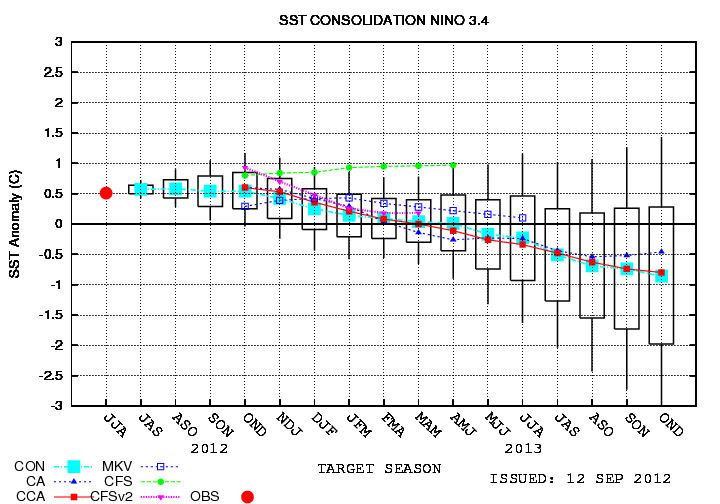 SST CONSOLIDATION NINO 3.4
SST Anomaly (C)
3
2.5
2
1.5
1
0.5
0
-0.5
-1
-1.5
-2
-2.5
-3
JJA JAS ASO SON OND NDJ DJF JFM FMA MAM AMJ MJJ JJA JAS ASO SON OND
2012 2013
TARGET SEASON
ISSUED: 12 SEP 2012
CON MKV
CA CFS
CCA CFSv2 OBS